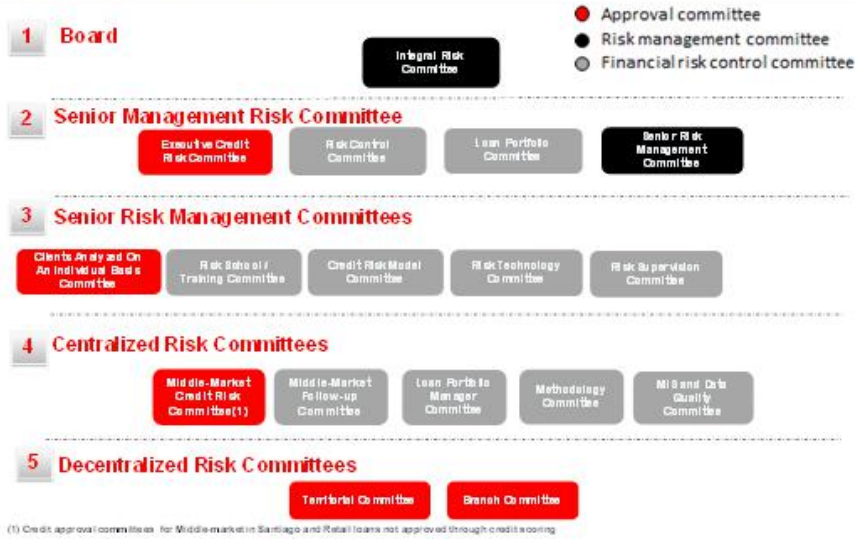 Approval committee
1 Board
Risk management committee
Integral Risk
Committee
Financial risk control committee
2 Senior Management Risk Committee
Executive Credit
Risk Committee
Risk Control
Committee
Loan Portfolio
Committee
Senior Risk
Management
Committee
3 Senior Risk Management Committees
Clients Analyzed On
An Individual Basis
Committee
Risk School /
Training Committee
Credit Risk Model
Committee
Risk Technology
Committee
Risk Supervision
Committee
4 Centralized Risk Committees
Middle-Market
Credit Risk
Committee(1)
Middle-Market
Follow-up
Committee
Loan Portfolio
Manager
Committee
Methodology
Committee
MIS and Data
Quality
Committee
5 Decentralized Risk Committees
Territorial Committee
Branch Committee
(1) Credit approval committees for Middle-market in Santiago and Retail loans not approved through credit scoring